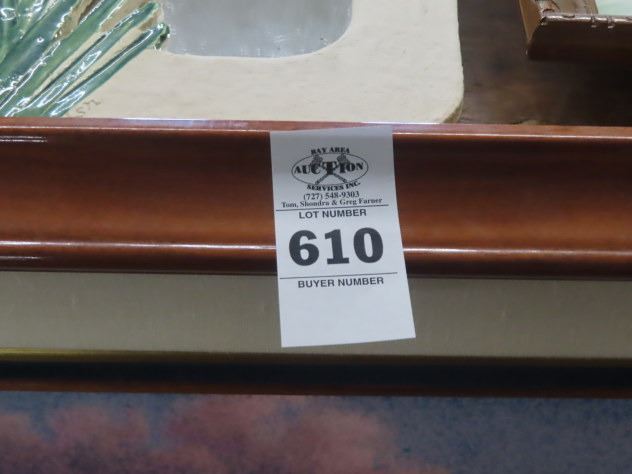 BAY AREA
AUCTION
SERVICES INC.
(727) 548-9303
Tom, Shondra & Greg Farner
LOT NUMBER
610
BUYER NUMBER